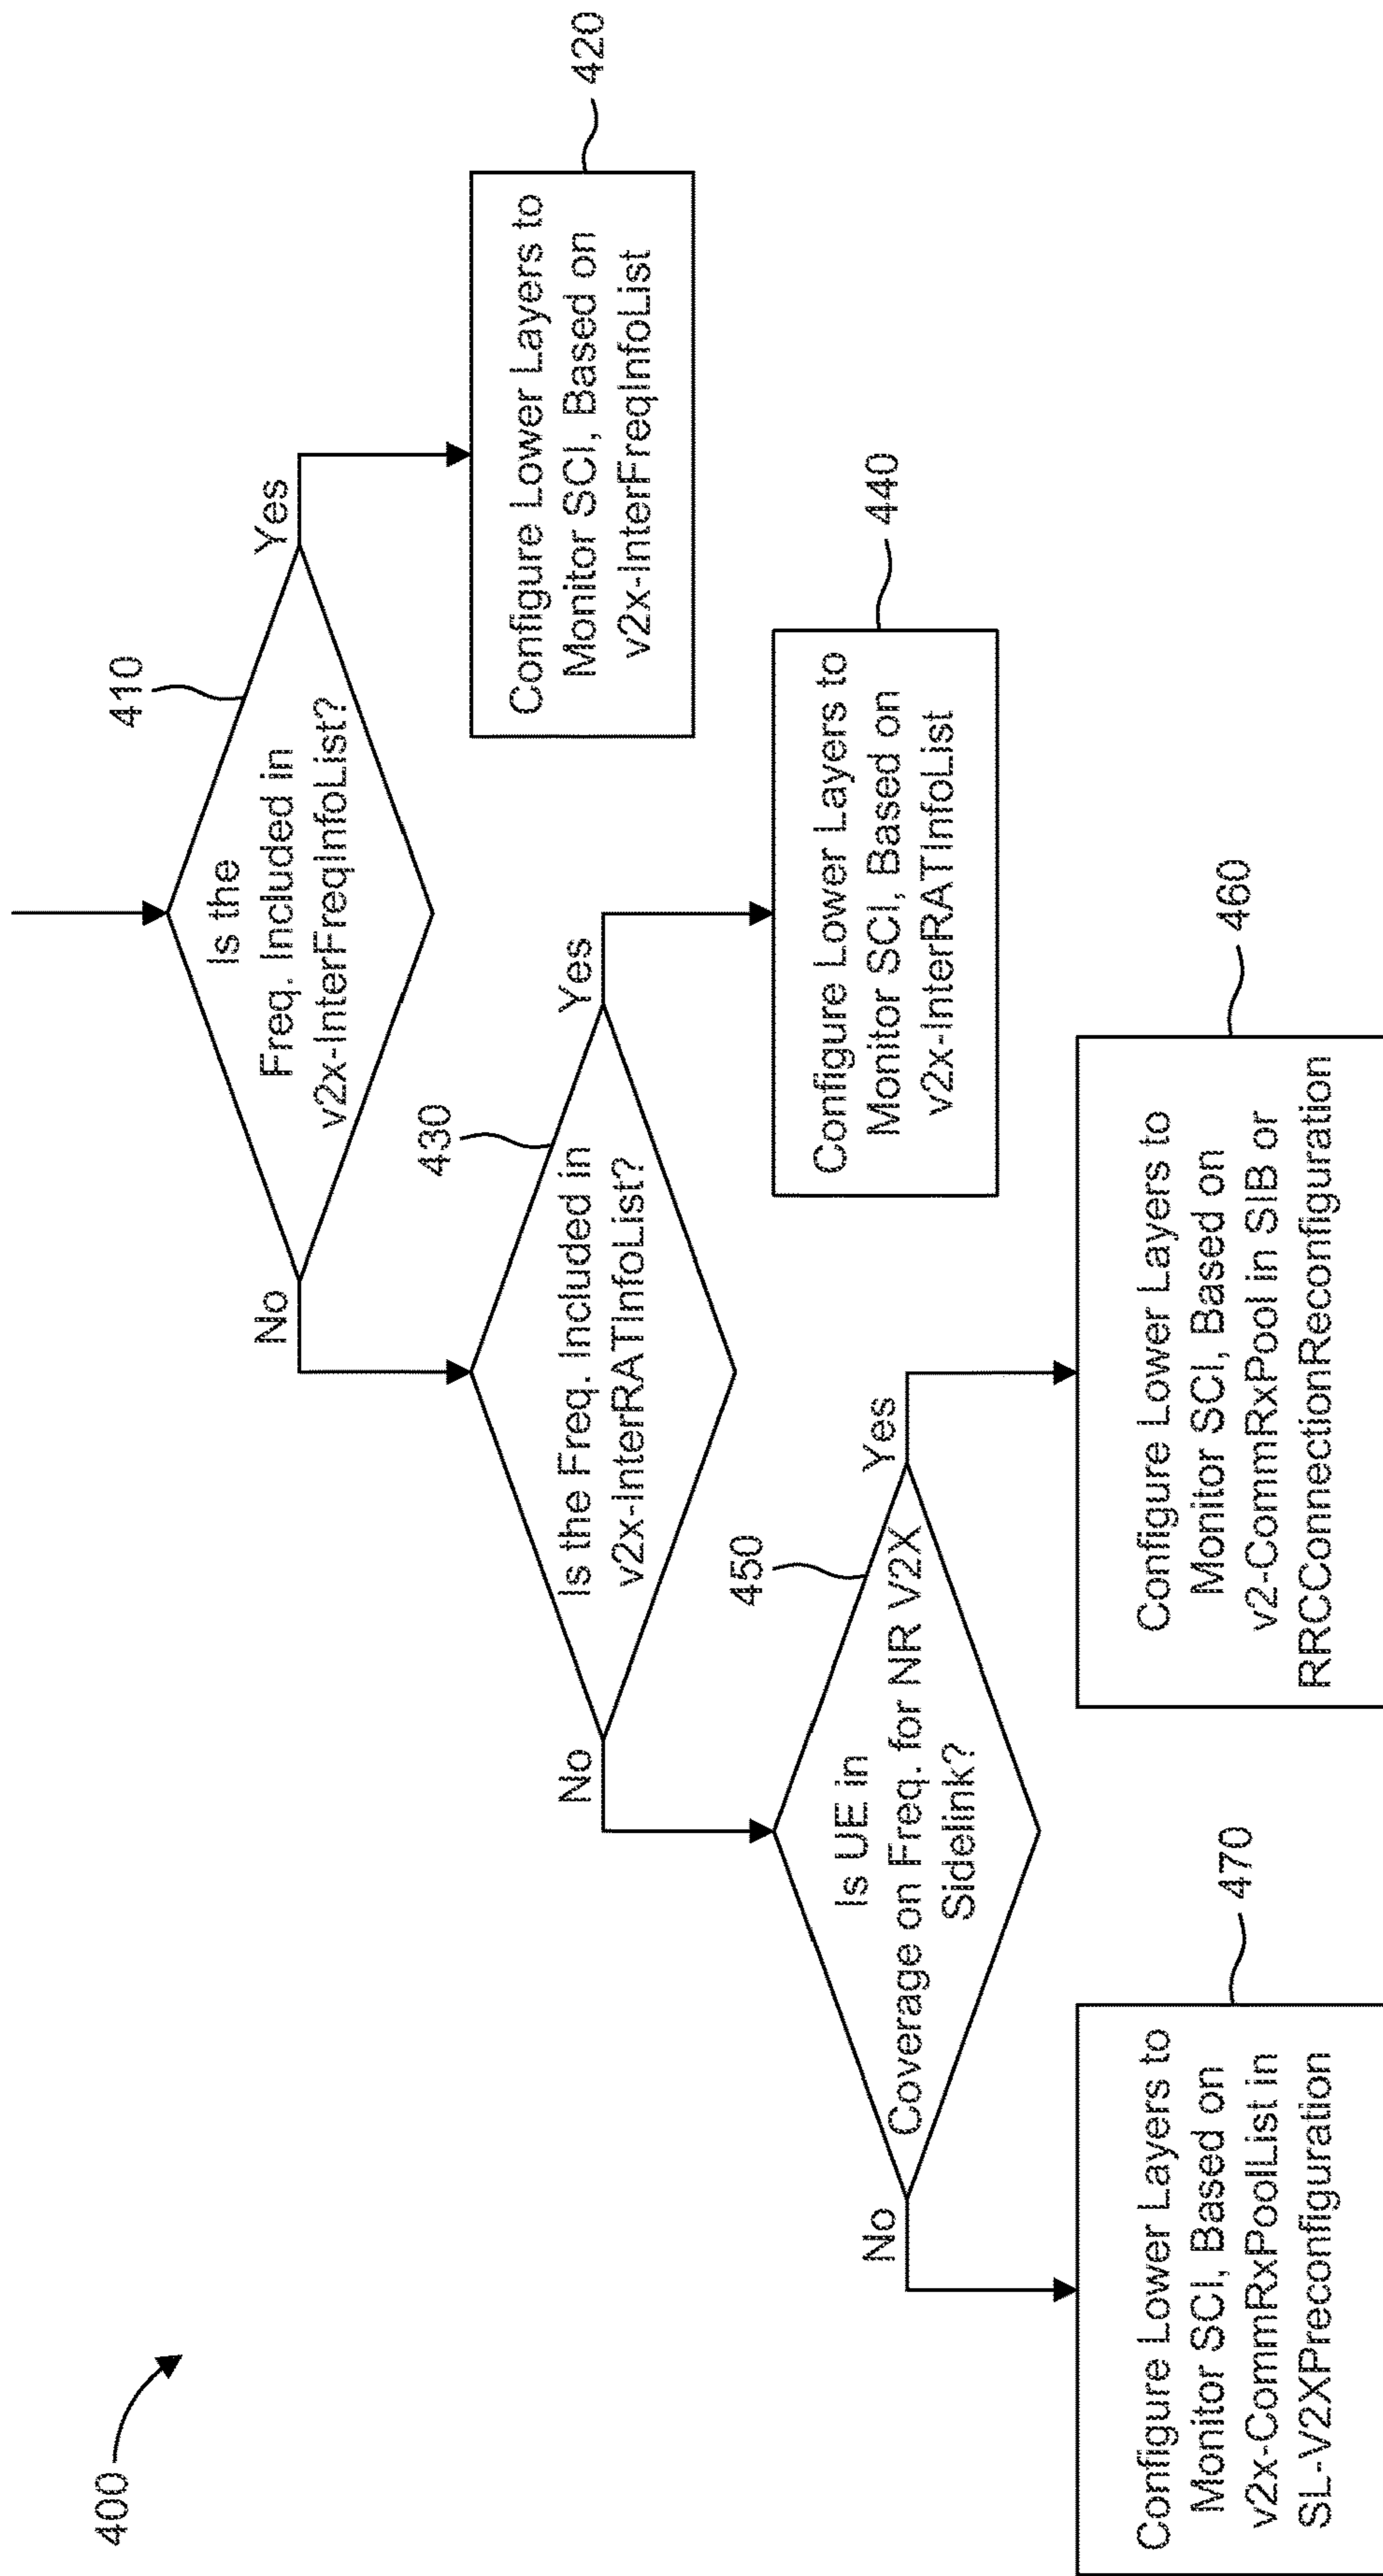 400
410
Is the
Freq. Included in
v2x-InterFreqInfoList?
Yes
No
420
Configure Lower Layers to
Monitor SCI, Based on
v2x-InterFreqInfoList
430
Is the Freq. Included in
v2x-InterRATInfoList?
Yes
No
440
Configure Lower Layers to
Monitor SCI, Based on
v2x-InterRATInfoList
450
Is UE in
Coverage on Freq. for NR V2X
Sidelink?
Yes
No
460
Configure Lower Layers to
Monitor SCI, Based on
v2-CommRxPool in SIB or
RRCConnectionReconfiguration
470
Configure Lower Layers to
Monitor SCI, Based on
v2x-CommRxPoolList in
SL-V2XPreconfiguration